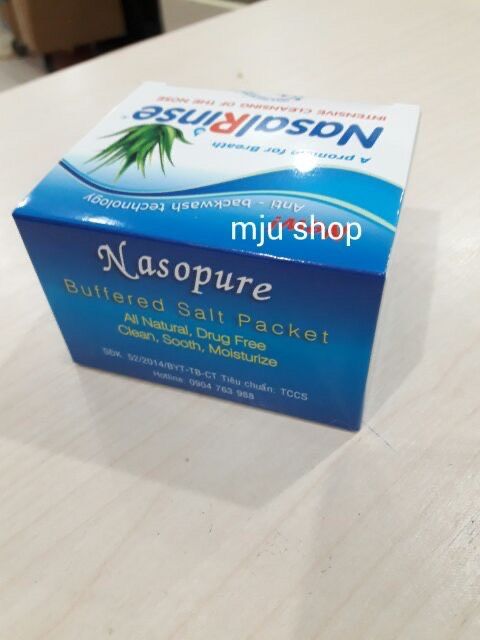 NasalRinse
INTENSIVE CLEANSING OF THE NOSE
A promise for Breath
Anti - backwash technology
New
mju shop
Nasopure
Buffered Salt Packet
All Natural, Drug Free
Clean, Sooth, Moisturize
SĐK: 52/2014/BYT-TB-CT Tiêu chuẩn: TCCS
Hotline: 0904 763 988